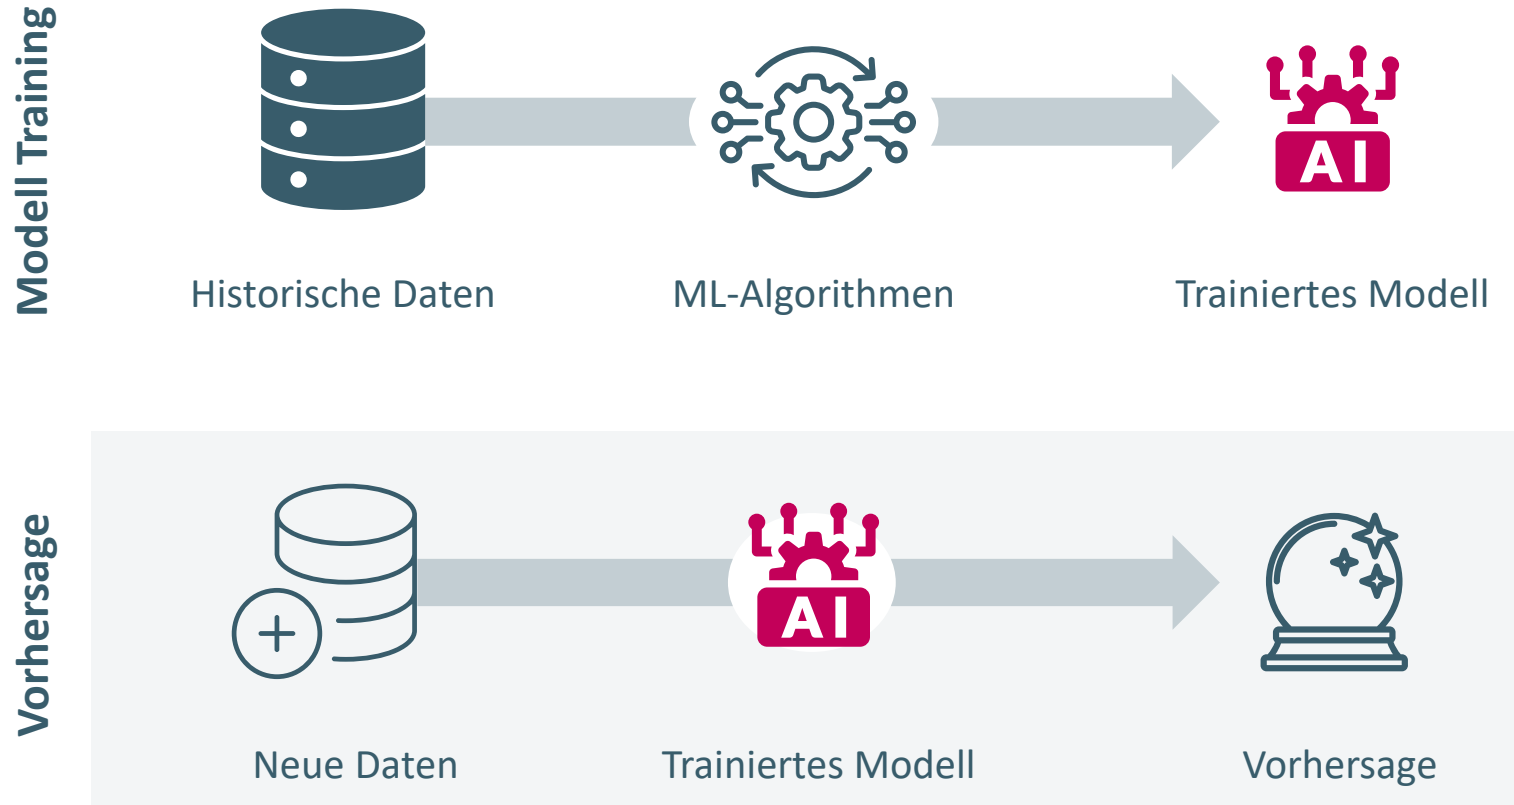 Modell Training
AI
Historische Daten
ML-Algorithmen
Trainiertes Modell
Vorhersage
AI
Neue Daten
Trainiertes Modell
Vorhersage